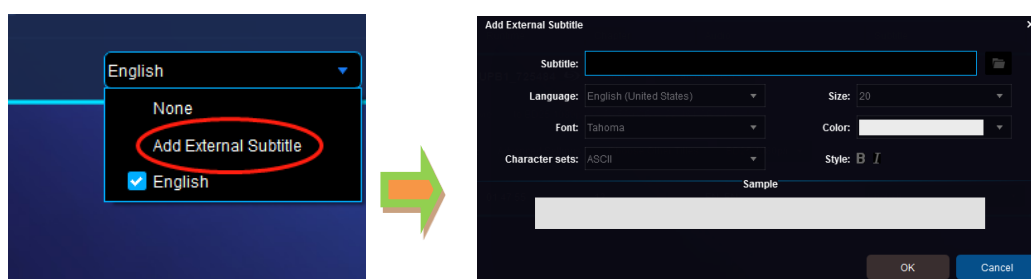 English
None
Add External Subtitle
English
Add External Subtitle
Subtitle:
Language: English (United States) Size: 20
Font: Tahoma Color:
Character sets: ASCII Style: B I
Sample
OK Cancel